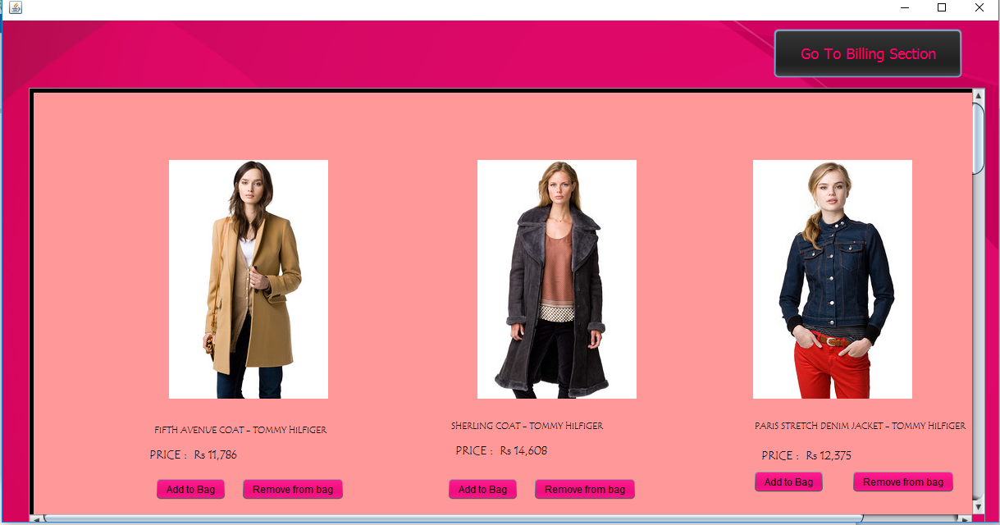 Go To Billing Section
FIFTH AVENUE COAT - TOMMY HILFIGER
PRICE : Rs 11,786
Add to Bag Remove from bag
SHERLING COAT - TOMMY HILFIGER
PRICE : Rs 14,608
Add to Bag Remove from bag
PARIS STRETCH DENIM JACKET - TOMMY HILFIGER
PRICE : Rs 12,375
Add to Bag Remove from bag